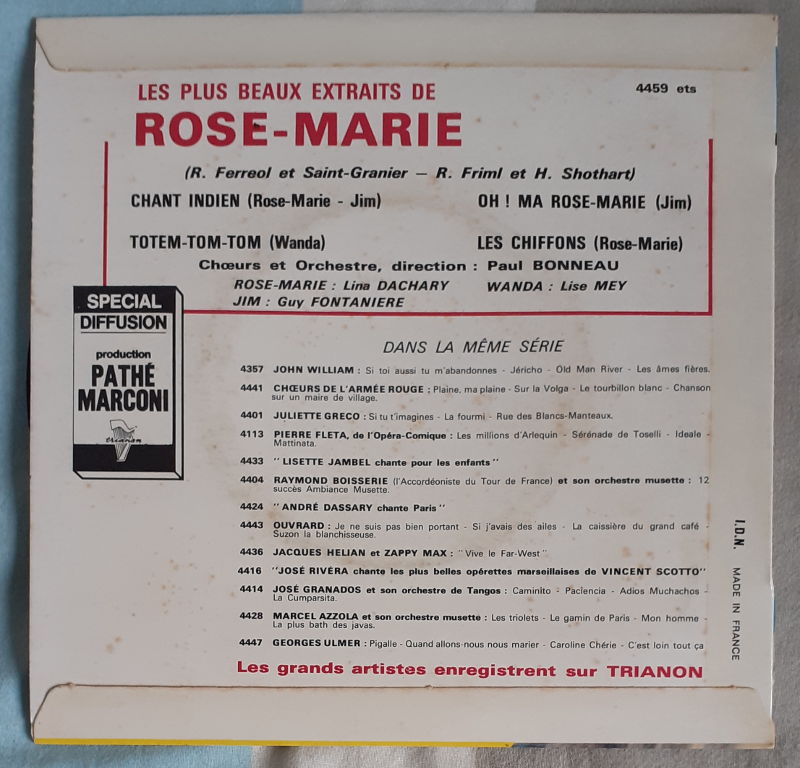 LES PLUS BEAUX EXTRAITS DE
4459 ets
ROSE-MARIE
(R. Ferreol et Saint-Granier — R. Friml et H. Shothart)
CHANT INDIEN (Rose-Marie - Jim)
OH ! MA ROSE-MARIE (Jim)
TOTEM-TOM-TOM (Wanda)
LES CHIFFONS (Rose-Marie)
Chœurs et Orchestre, direction : Paul BONNEAU
ROSE-MARIE : Lina DACHARY
WANDA : Lise MEY
JIM : Guy FONTANIERE
SPECIAL
DIFFUSION
production
PATHÉ
MARCONI
trianon
DANS LA MÊME SÉRIE
4357 JOHN WILLIAM : Si toi aussi tu m'abandonnes - Jéricho - Old Man River - Les âmes fières.
4441 CHŒURS DE L'ARMÉE ROUGE : Plaine, ma plaine - Sur la Volga - Le tourbillon blanc - Chanson
sur un maire de village.
4401 JULIETTE GRECO : Si tu t'imagines - La fourmi - Rue des Blancs-Manteaux.
4113 PIERRE FLETA, de l'Opéra-Comique : Les millions d'Arlequin - Sérénade de Toselli - Ideale -
Mattinata.
4433 " LISETTE JAMBEL chante pour les enfants "
4404 RAYMOND BOISSERIE (l'Accordéoniste du Tour de France) et son orchestre musette : 12
succès Ambiance Musette.
4424 " ANDRÉ DASSARY chante Paris "
4443 OUVRARD : Je ne suis pas bien portant - Si j'avais des ailes - La caissière du grand café -
Suzon la blanchisseuse.
4436 JACQUES HELIAN et ZAPPY MAX : " Vive le Far-West "
4416 "JOSÉ RIVÉRA chante les plus belles opérettes marseillaises de VINCENT SCOTTO"
4414 JOSÉ GRANADOS et son orchestre de Tangos : Caminito - Paciencia - Adios Muchachos -
La Cumparsita.
4428 MARCEL AZZOLA et son orchestre musette : Les triolets - Le gamin de Paris - Mon homme -
La plus bath des javas.
4447 GEORGES ULMER : Pigalle - Quand allons-nous nous marier - Caroline Chérie - C'est loin tout ça
Les grands artistes enregistrent sur TRIANON
I.D.N. MADE IN FRANCE